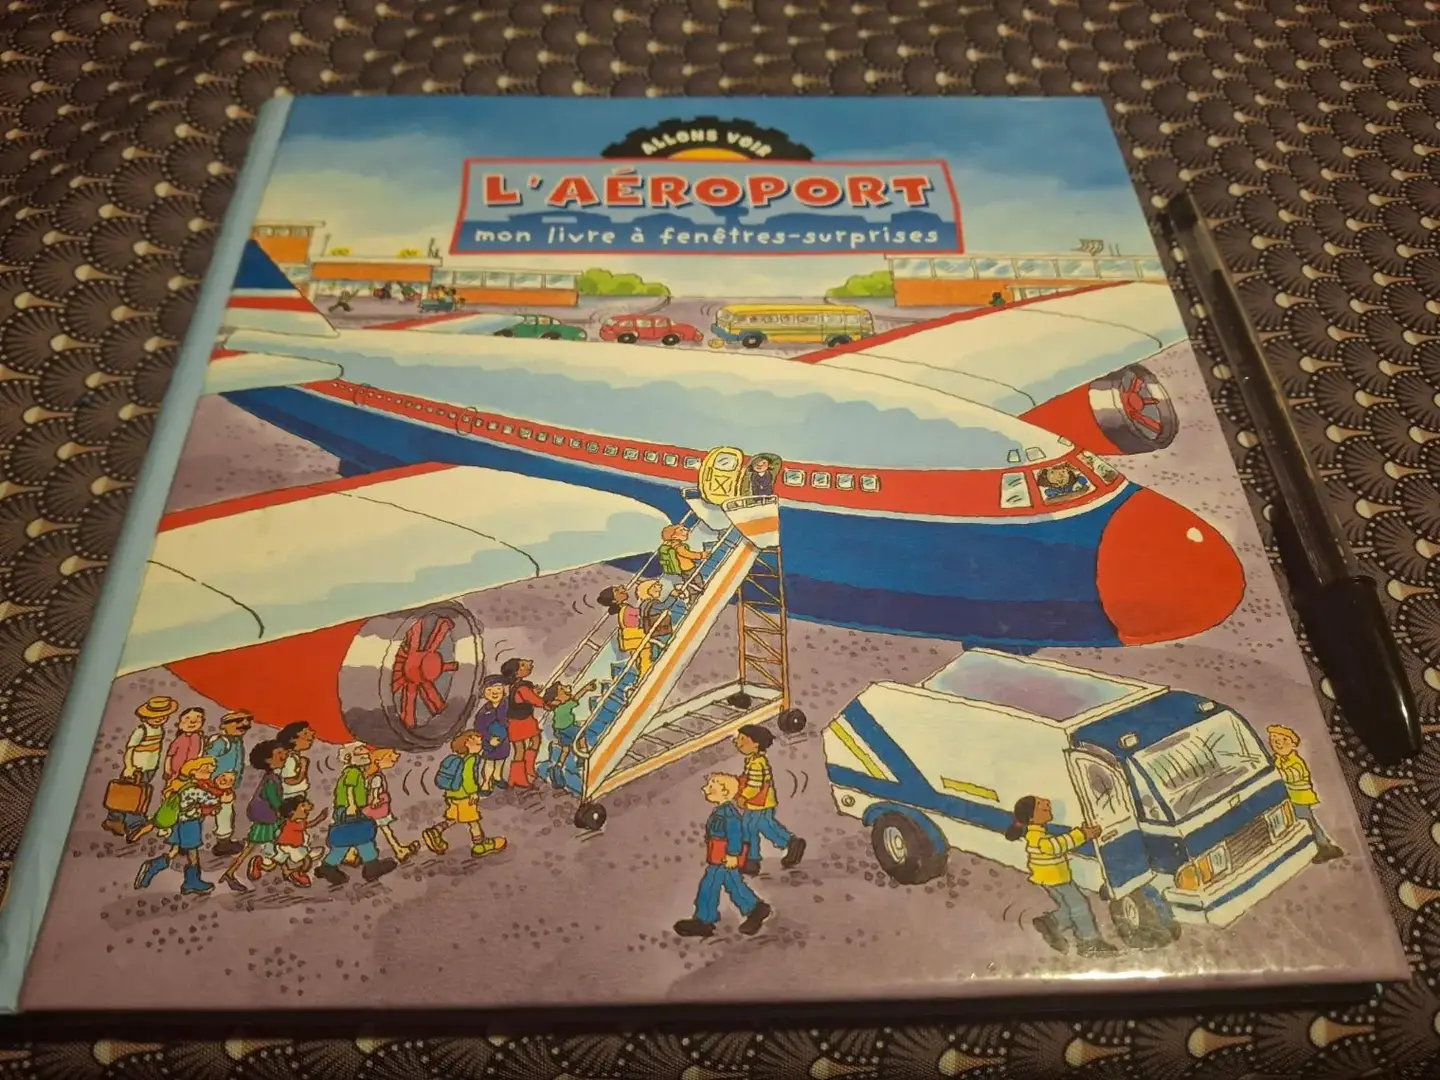 ALLONS VOIR
L'AÉROPORT
mon livre à fenêtres-surprises